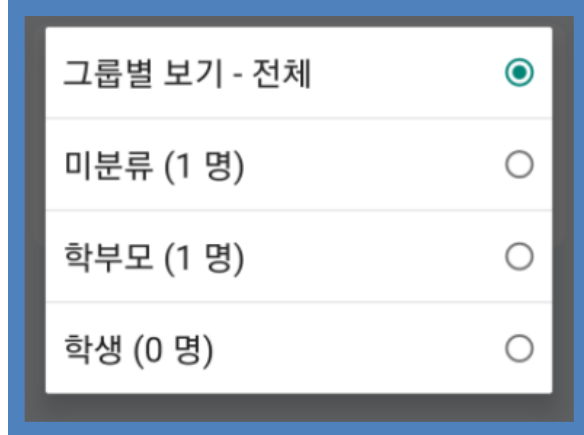 그룹별 보기 - 전체
미분류 (1 명)
학부모 (1 명)
학생 (0 명)